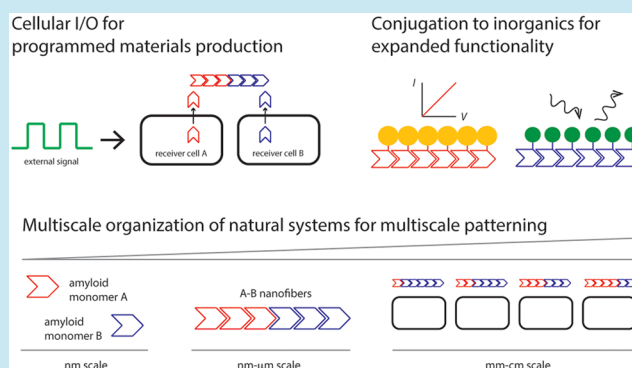 Cellular I/O for
programmed materials production
Conjugation to inorganics for
expanded functionality
external signal
receiver cell A
receiver cell B
I
V
Multiscale organization of natural systems for multiscale patterning
amyloid
monomer A
amyloid
monomer B
A-B nanofibers
nm scale
nm-μm scale
mm-cm scale